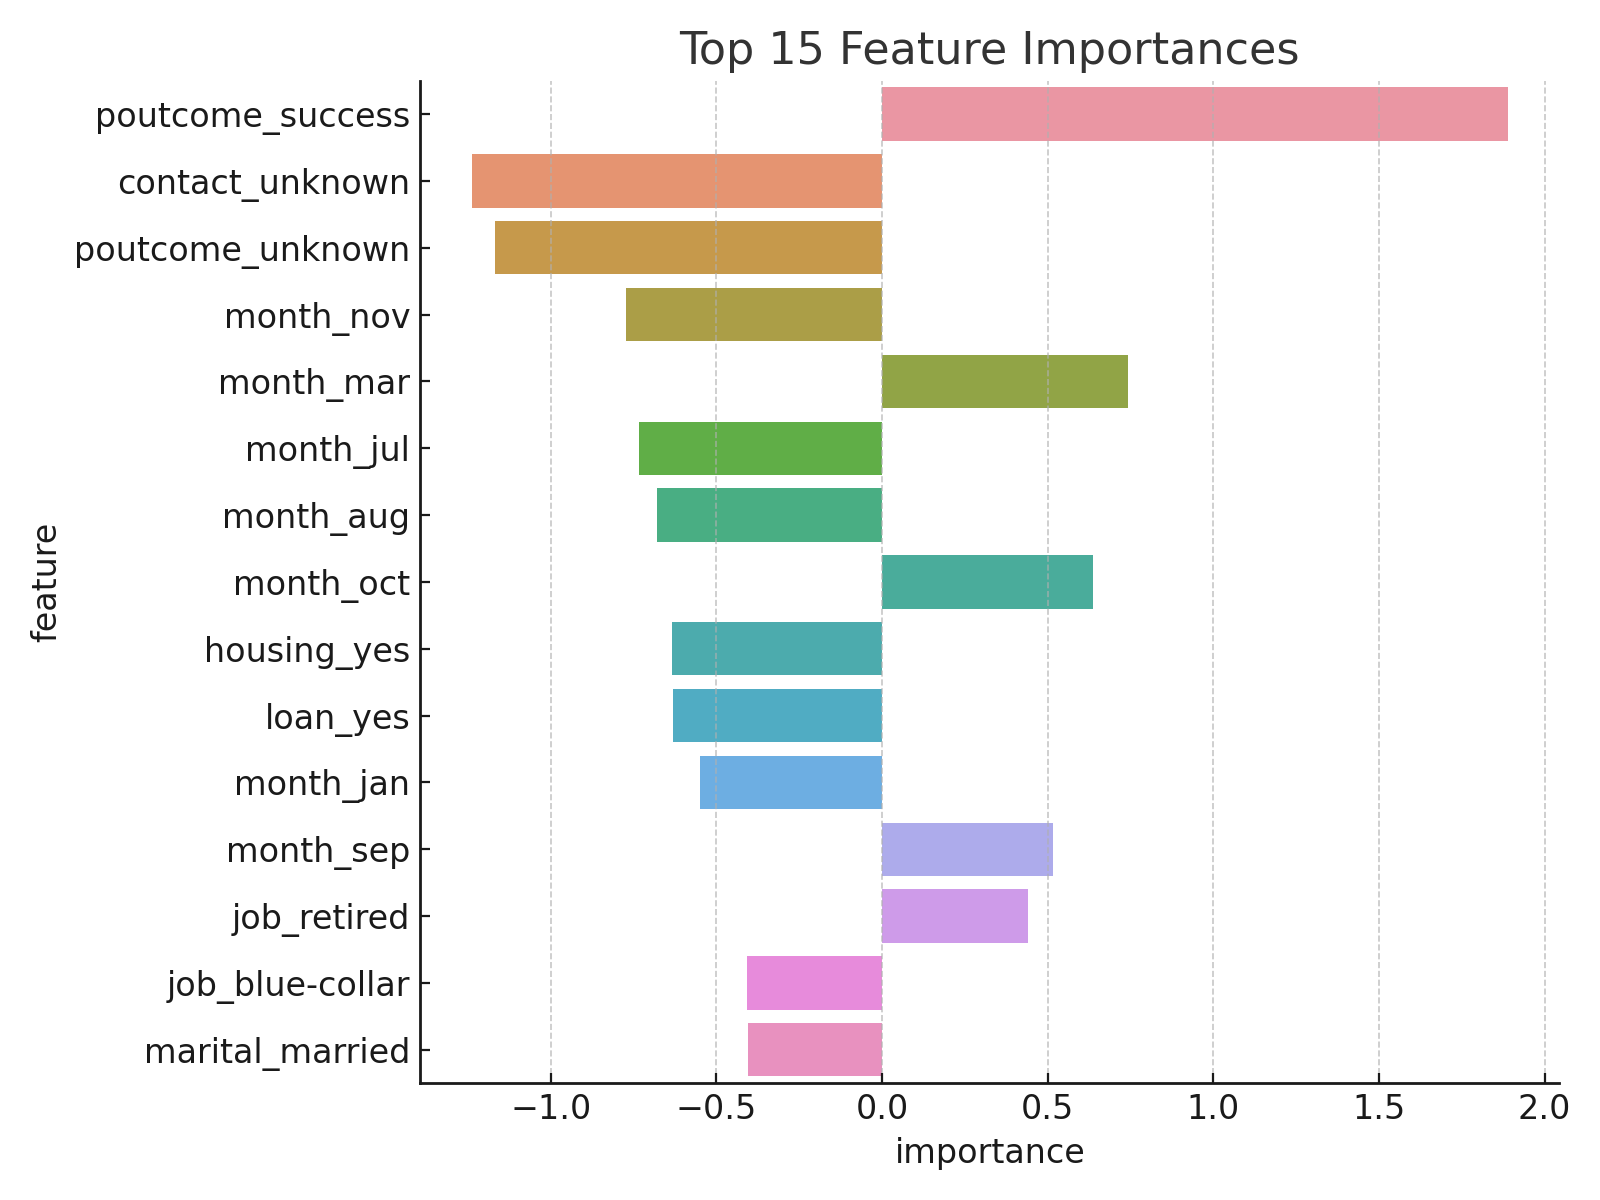 Top 15 Feature Importances
poutcome_success
contact_unknown
poutcome_unknown
month_nov
month_mar
month_jul
month_aug
month_oct
housing_yes
loan_yes
month_jan
month_sep
job_retired
job_blue-collar
marital_married
feature
−1.0 −0.5 0.0 0.5 1.0 1.5 2.0
importance